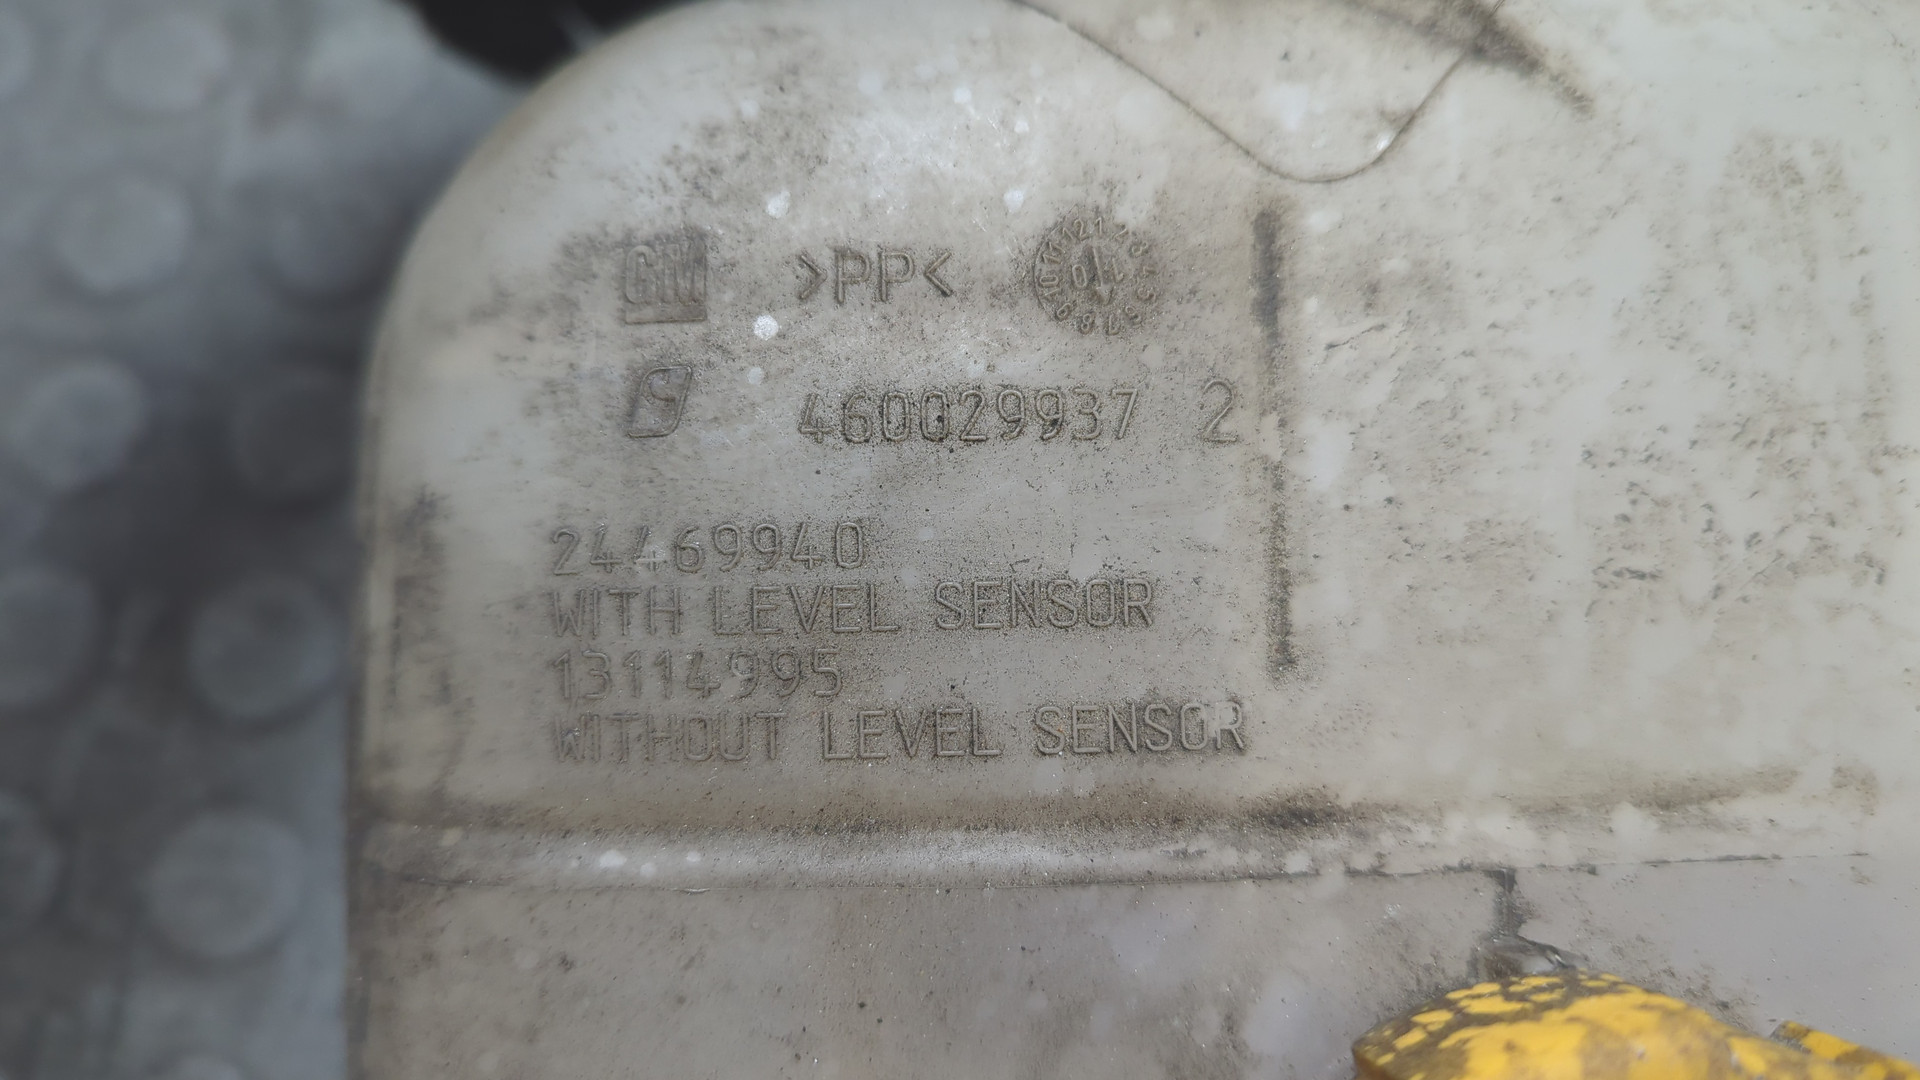 GM >PP<
460029937 2
24469940
WITH LEVEL SENSOR
13114995
WITHOUT LEVEL SENSOR